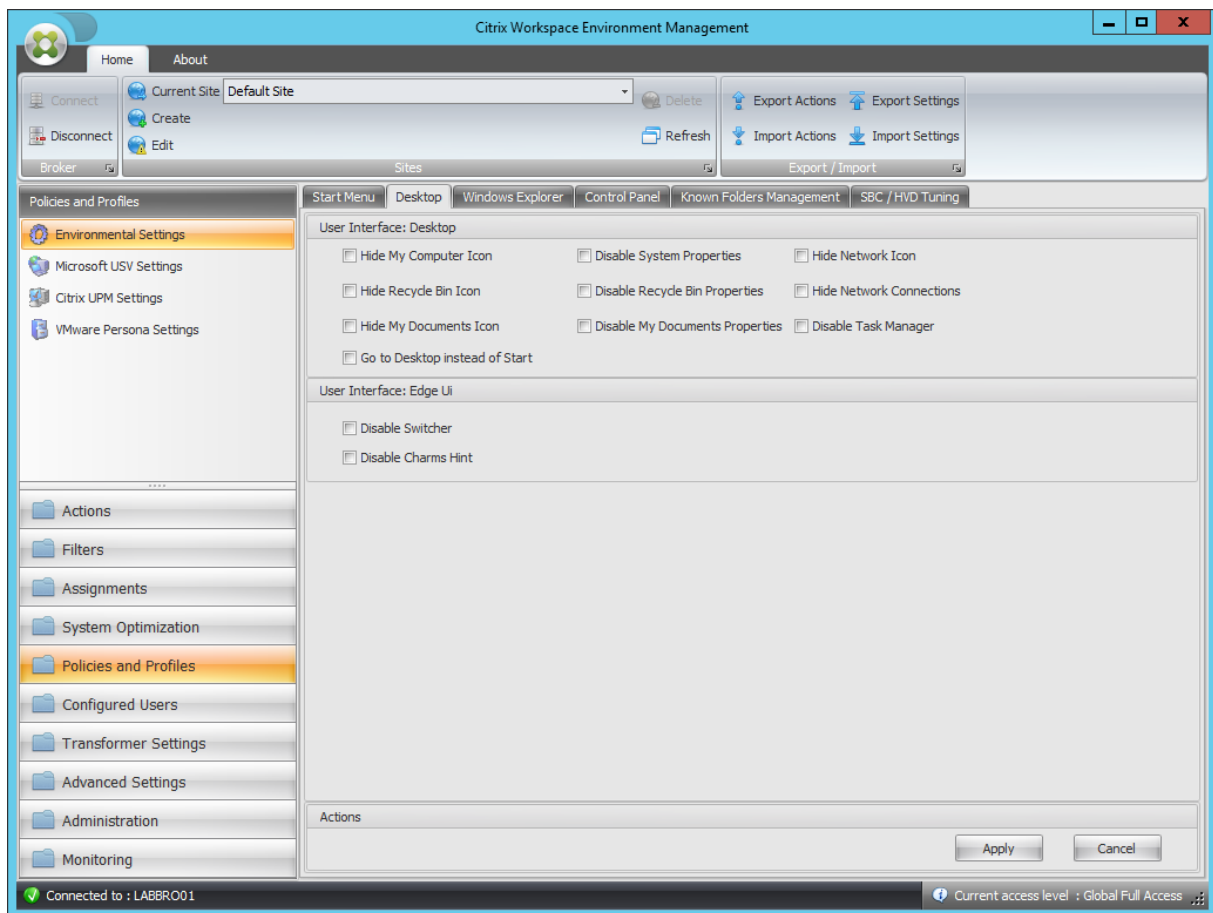 Citrix Workspace Environment Management
Home About
Connect
Disconnect
Broker
Current Site Default Site
Create
Edit
Delete
Refresh
Sites
Export Actions Export Settings
Import Actions Import Settings
Export / Import
Policies and Profiles
Environmental Settings
Microsoft USV Settings
Citrix UPM Settings
VMware Persona Settings
Actions
Filters
Assignments
System Optimization
Policies and Profiles
Configured Users
Transformer Settings
Advanced Settings
Administration
Monitoring
Start Menu Desktop Windows Explorer Control Panel Known Folders Management SBC / HVD Tuning
User Interface: Desktop
Hide My Computer Icon Disable System Properties Hide Network Icon
Hide Recycle Bin Icon Disable Recycle Bin Properties Hide Network Connections
Hide My Documents Icon Disable My Documents Properties Disable Task Manager
Go to Desktop instead of Start
User Interface: Edge Ui
Disable Switcher
Disable Charms Hint
Actions
Apply Cancel
Connected to : LABBRO01
Current access level : Global Full Access